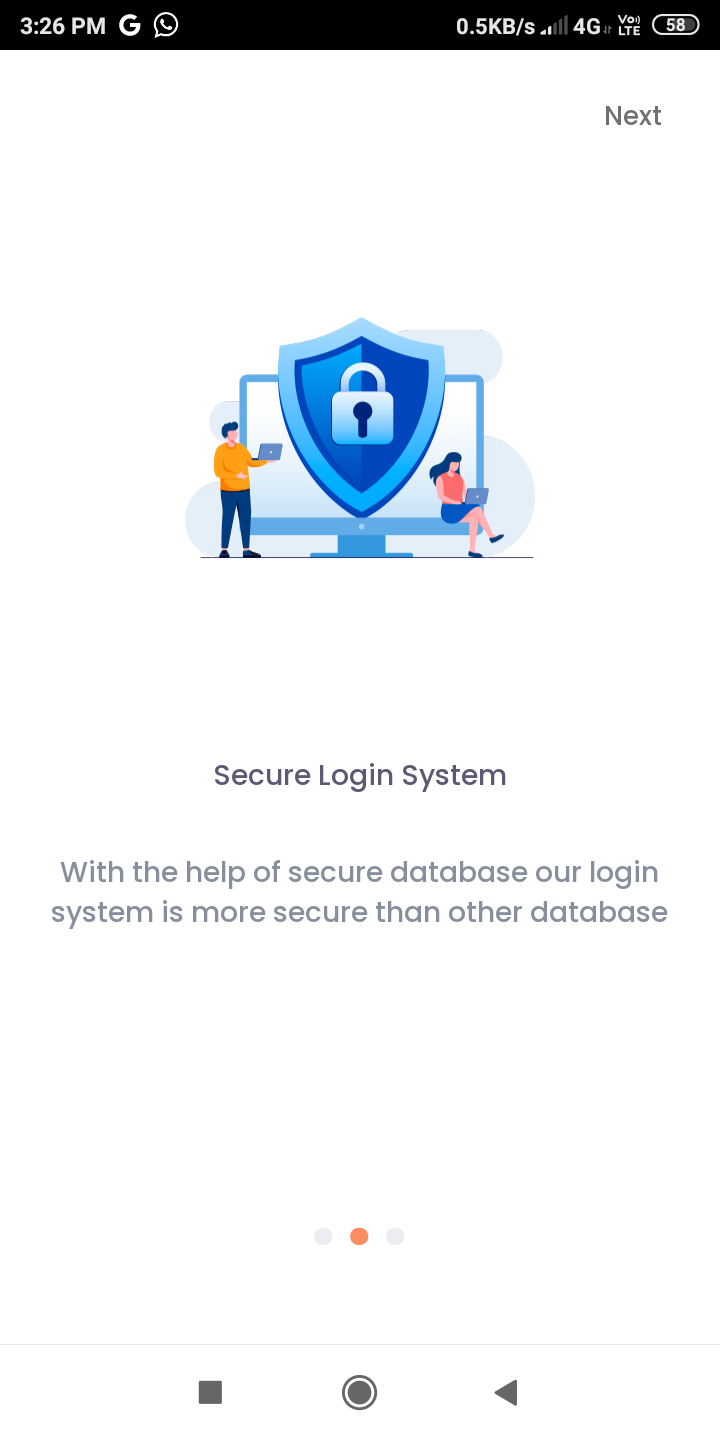 3:26 PM
0.5KB/s 4G Vo LTE 58
Next
Secure Login System
With the help of secure database our login
system is more secure than other database